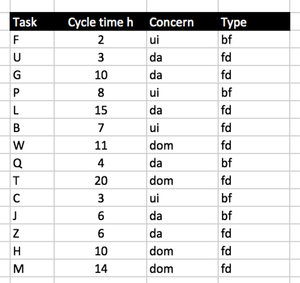 Task Cycle time h Concern Type
F 2 ui bf
U 3 da fd
G 10 da fd
P 8 ui bf
L 15 da fd
B 7 ui fd
W 11 dom fd
Q 4 da bf
T 20 dom fd
C 3 ui bf
J 6 da bf
Z 6 da fd
H 10 dom fd
M 14 dom fd